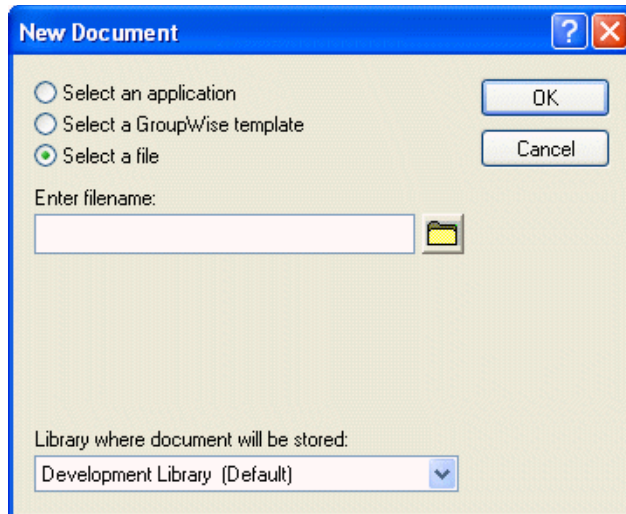 New Document
Select an application
Select a GroupWise template
Select a file
OK
Cancel
Enter filename:
Library where document will be stored:
Development Library (Default)